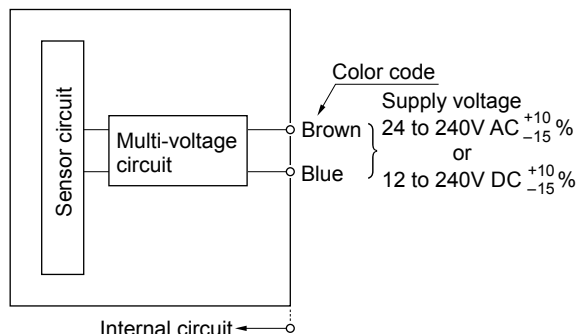 Color code
Supply voltage
24 to 240V AC +10 −15 %
or
12 to 240V DC +10 −15 %
Brown
Blue
Sensor circuit
Multi-voltage
circuit
Internal circuit